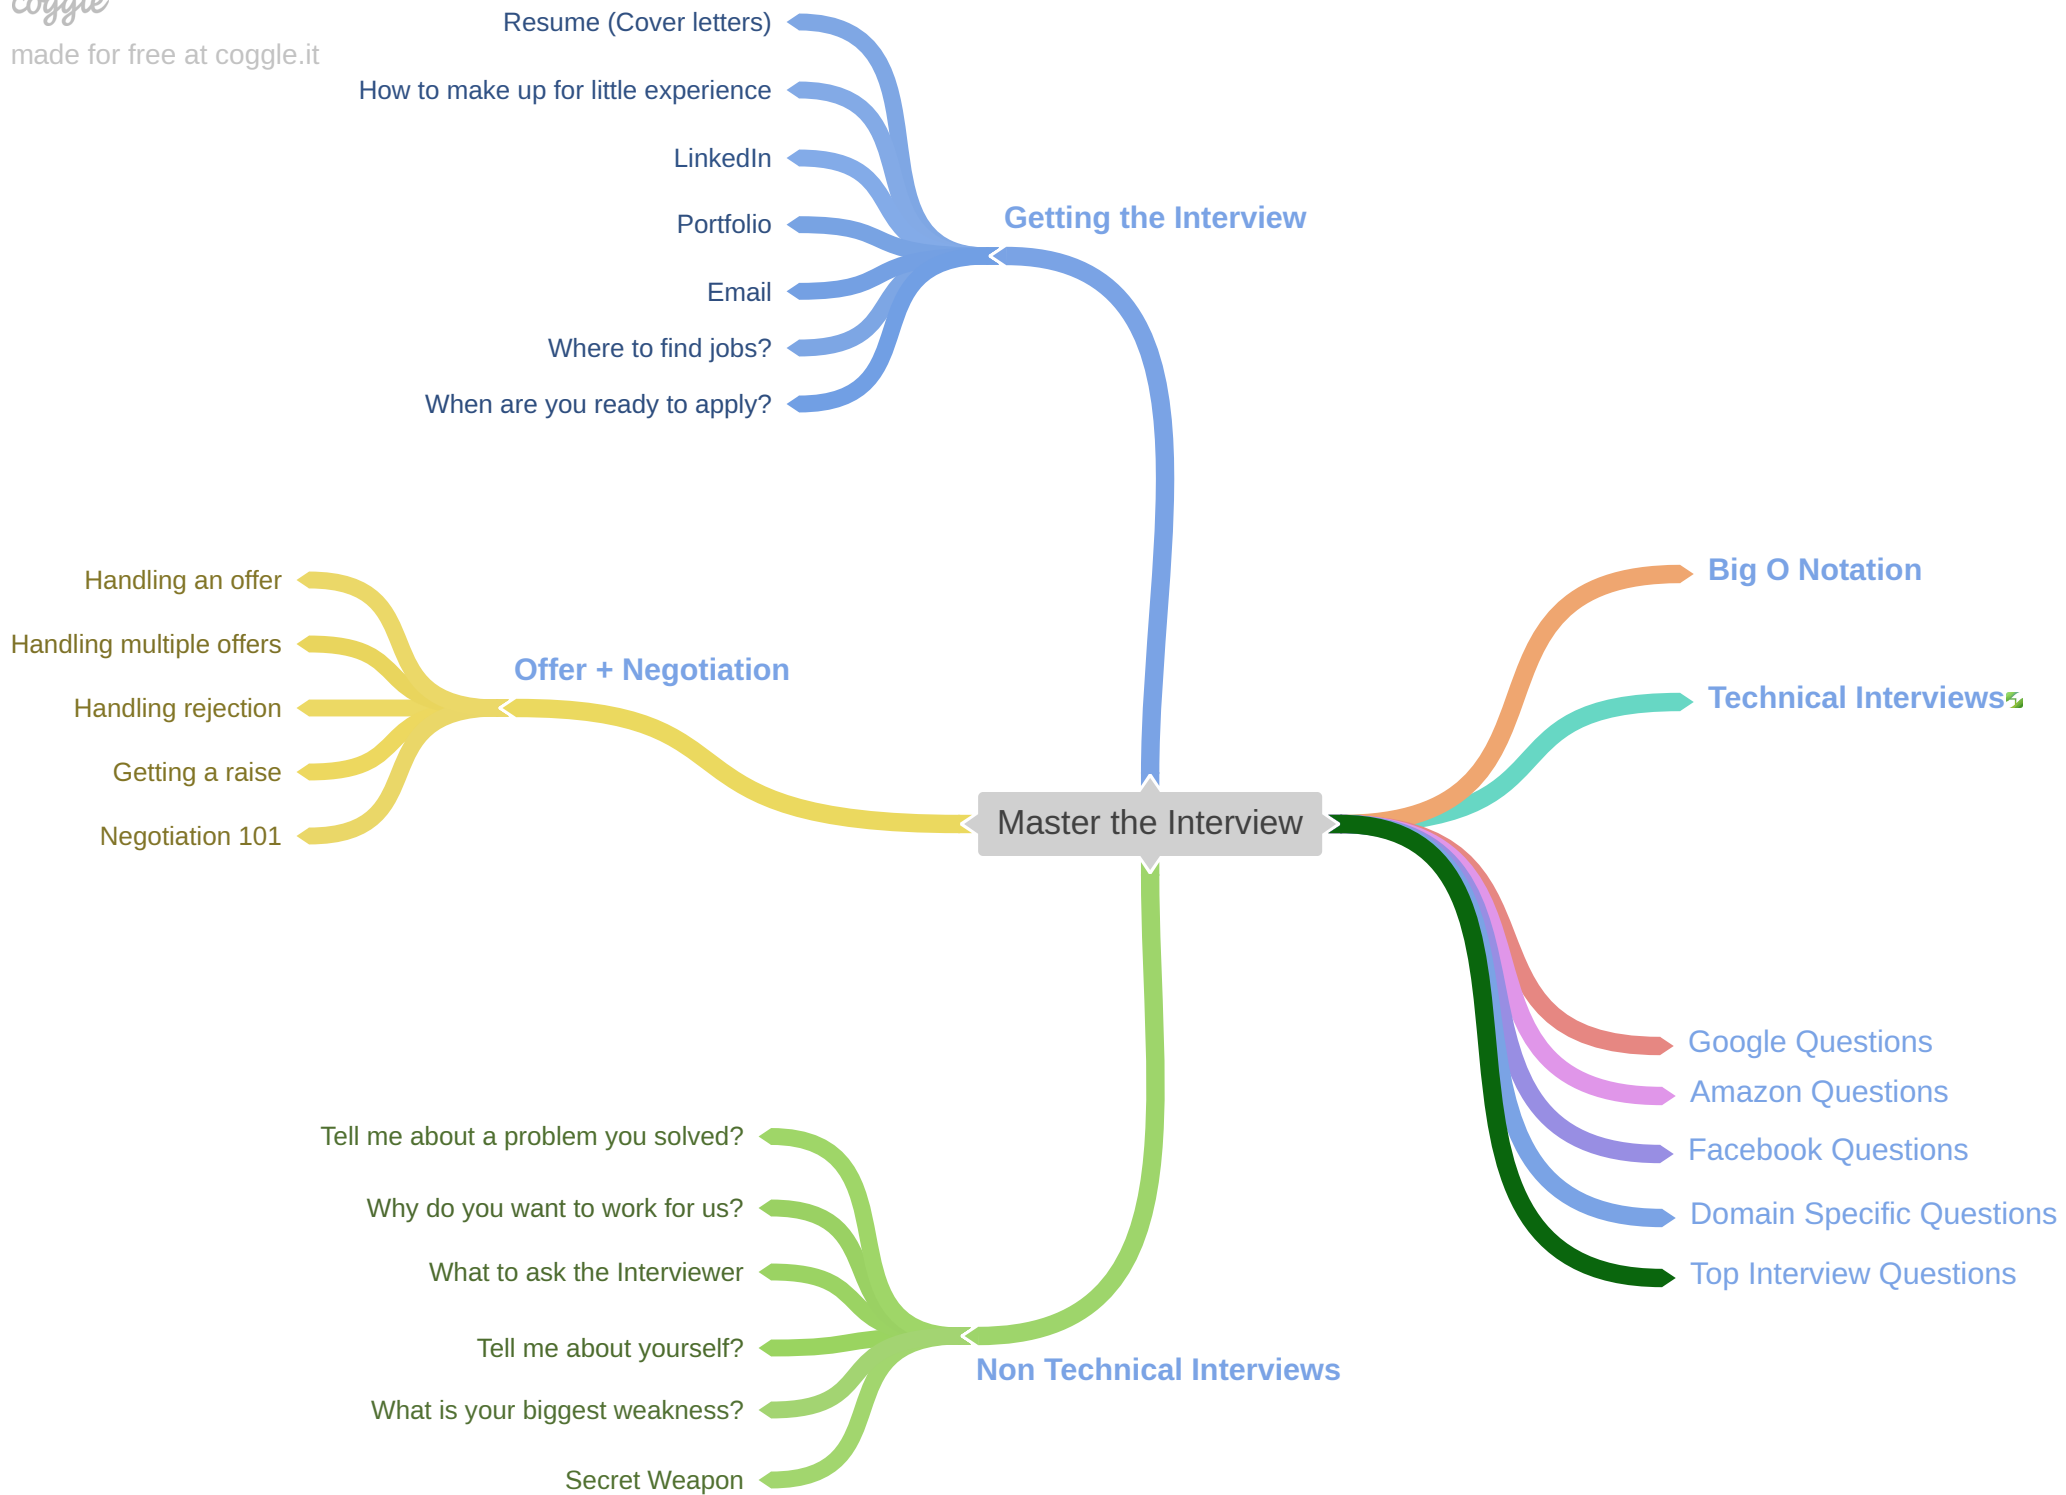 coggle
made for free at coggle.it
Resume (Cover letters)
How to make up for little experience
LinkedIn
Portfolio
Email
Where to find jobs?
When are you ready to apply?
Getting the Interview
Handling an offer
Handling multiple offers
Handling rejection
Getting a raise
Negotiation 101
Offer + Negotiation
Master the Interview
Big O Notation
Technical Interviews
Google Questions
Amazon Questions
Facebook Questions
Domain Specific Questions
Top Interview Questions
Tell me about a problem you solved?
Why do you want to work for us?
What to ask the Interviewer
Tell me about yourself?
What is your biggest weakness?
Secret Weapon
Non Technical Interviews